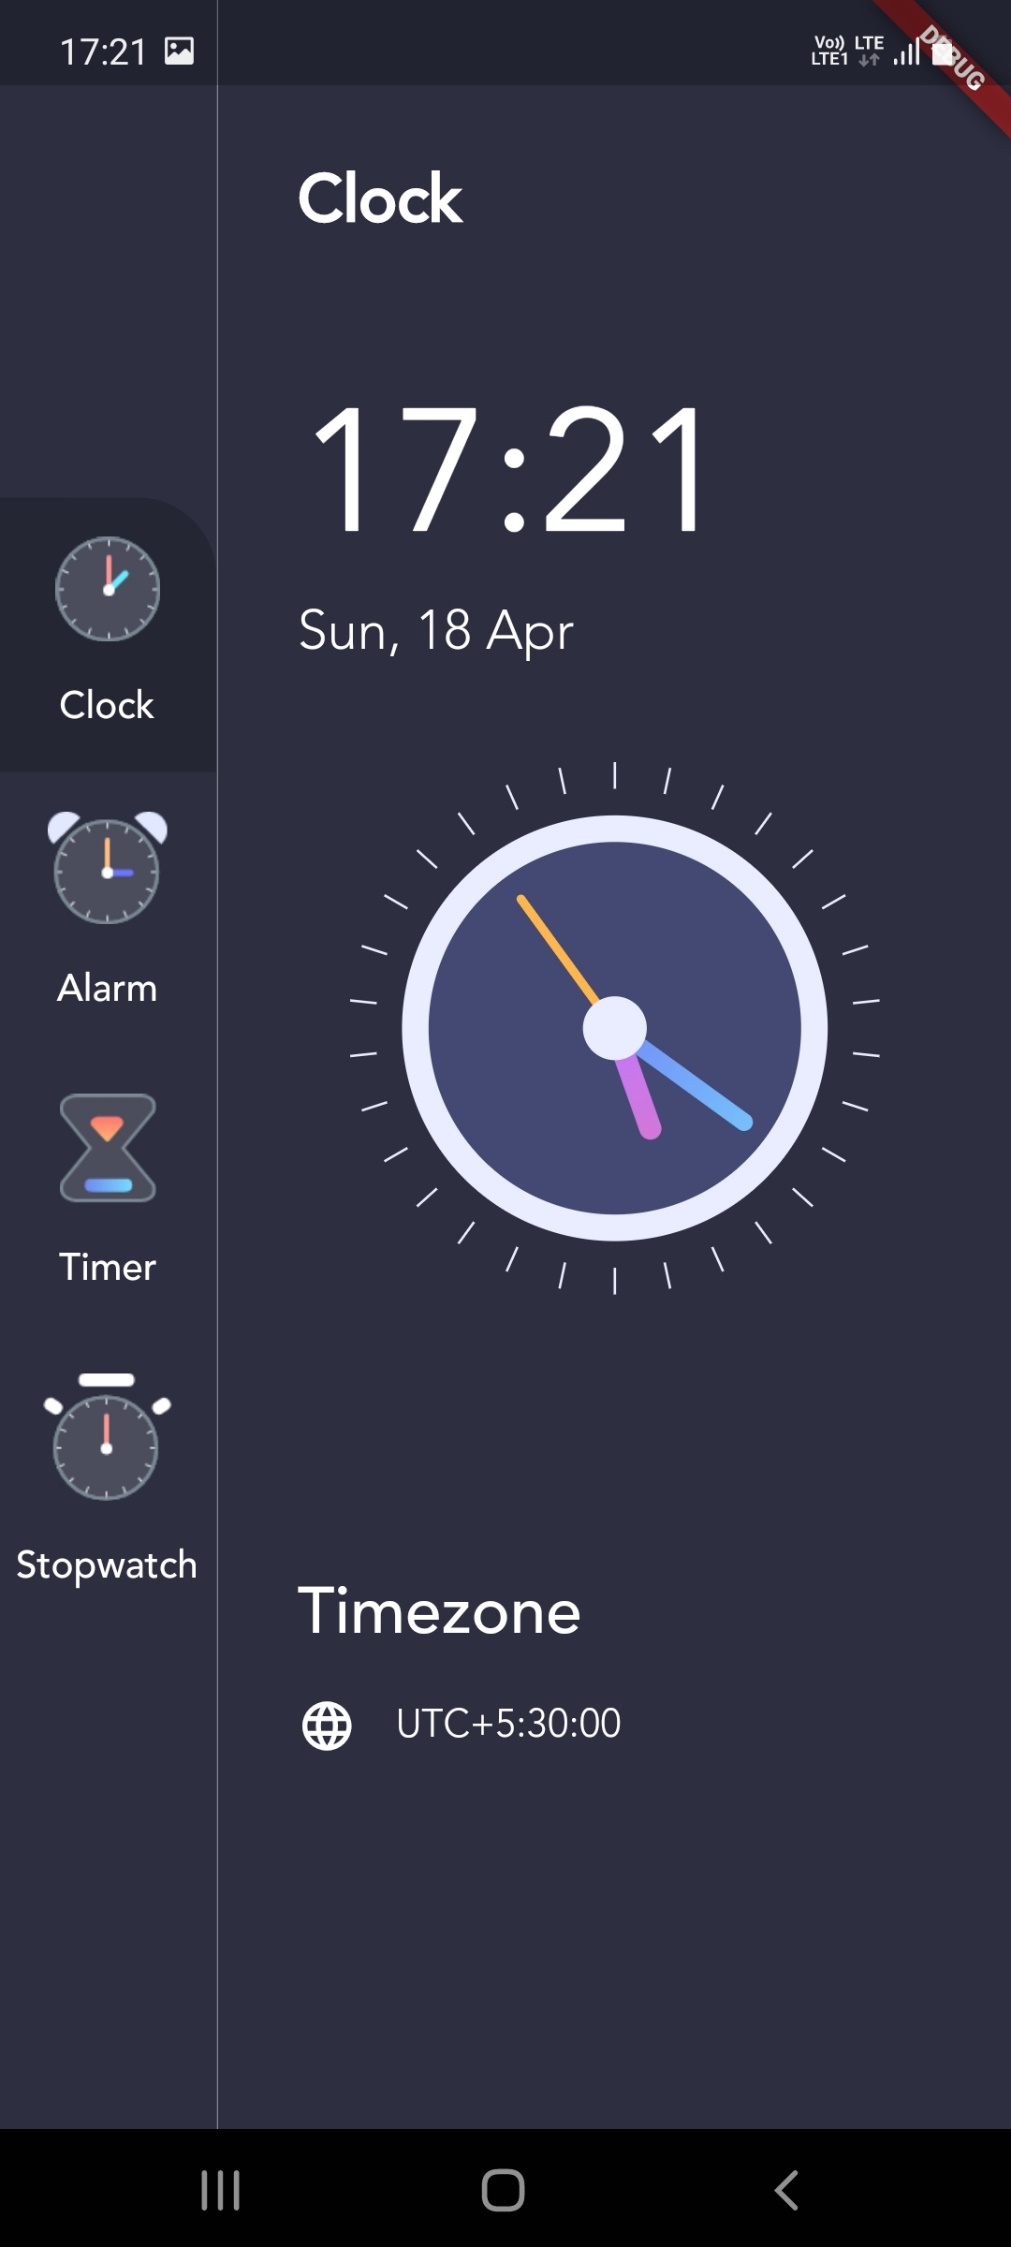 17:21
Vo)) LTE
LTE1
DEBUG
Clock
17:21
Sun, 18 Apr
Clock
Alarm
Timer
Stopwatch
Timezone
UTC+5:30:00